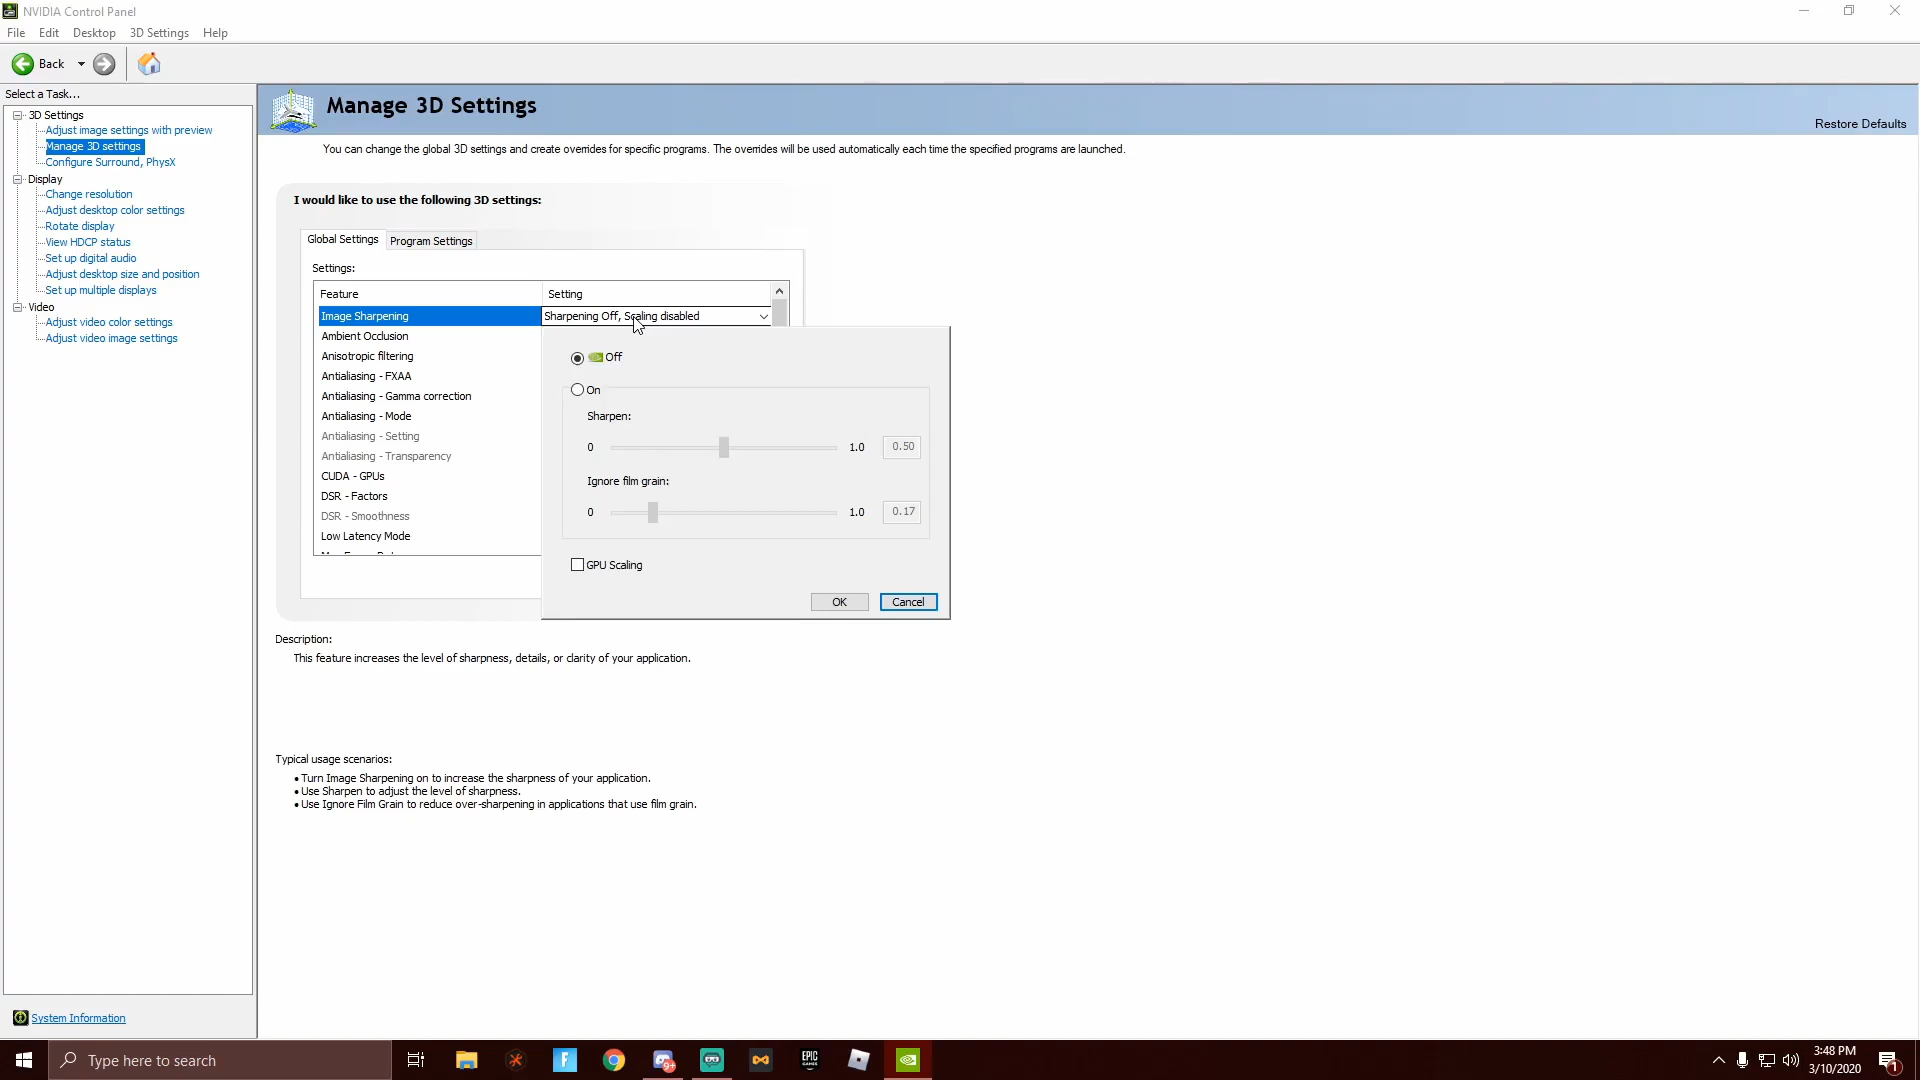 NVIDIA Control Panel
File Edit Desktop 3D Settings Help
Back
Select a Task...
3D Settings
Adjust image settings with preview
Manage 3D settings
Configure Surround, PhysX
Display
Change resolution
Adjust desktop color settings
Rotate display
View HDCP status
Set up digital audio
Adjust desktop size and position
Set up multiple displays
Video
Adjust video color settings
Adjust video image settings
System Information
Manage 3D Settings
Restore Defaults
You can change the global 3D settings and create overrides for specific programs. The overrides will be used automatically each time the specified programs are launched.
I would like to use the following 3D settings:
Global Settings Program Settings
Settings:
Feature Setting
Image Sharpening Sharpening Off, Scaling disabled
Ambient Occlusion
Anisotropic filtering
Antialiasing - FXAA
Antialiasing - Gamma correction
Antialiasing - Mode
Antialiasing - Setting
Antialiasing - Transparency
CUDA - GPUs
DSR - Factors
DSR - Smoothness
Low Latency Mode
Off
On
Sharpen:
0 1.0 0.50
Ignore film grain:
0 1.0 0.17
GPU Scaling
OK Cancel
Description:
This feature increases the level of sharpness, details, or clarity of your application.
Typical usage scenarios:
• Turn Image Sharpening on to increase the sharpness of your application.
• Use Sharpen to adjust the level of sharpness.
• Use Ignore Film Grain to reduce over-sharpening in applications that use film grain.
Type here to search
9+
EPIC
GAMES
3:48 PM
3/10/2020
1